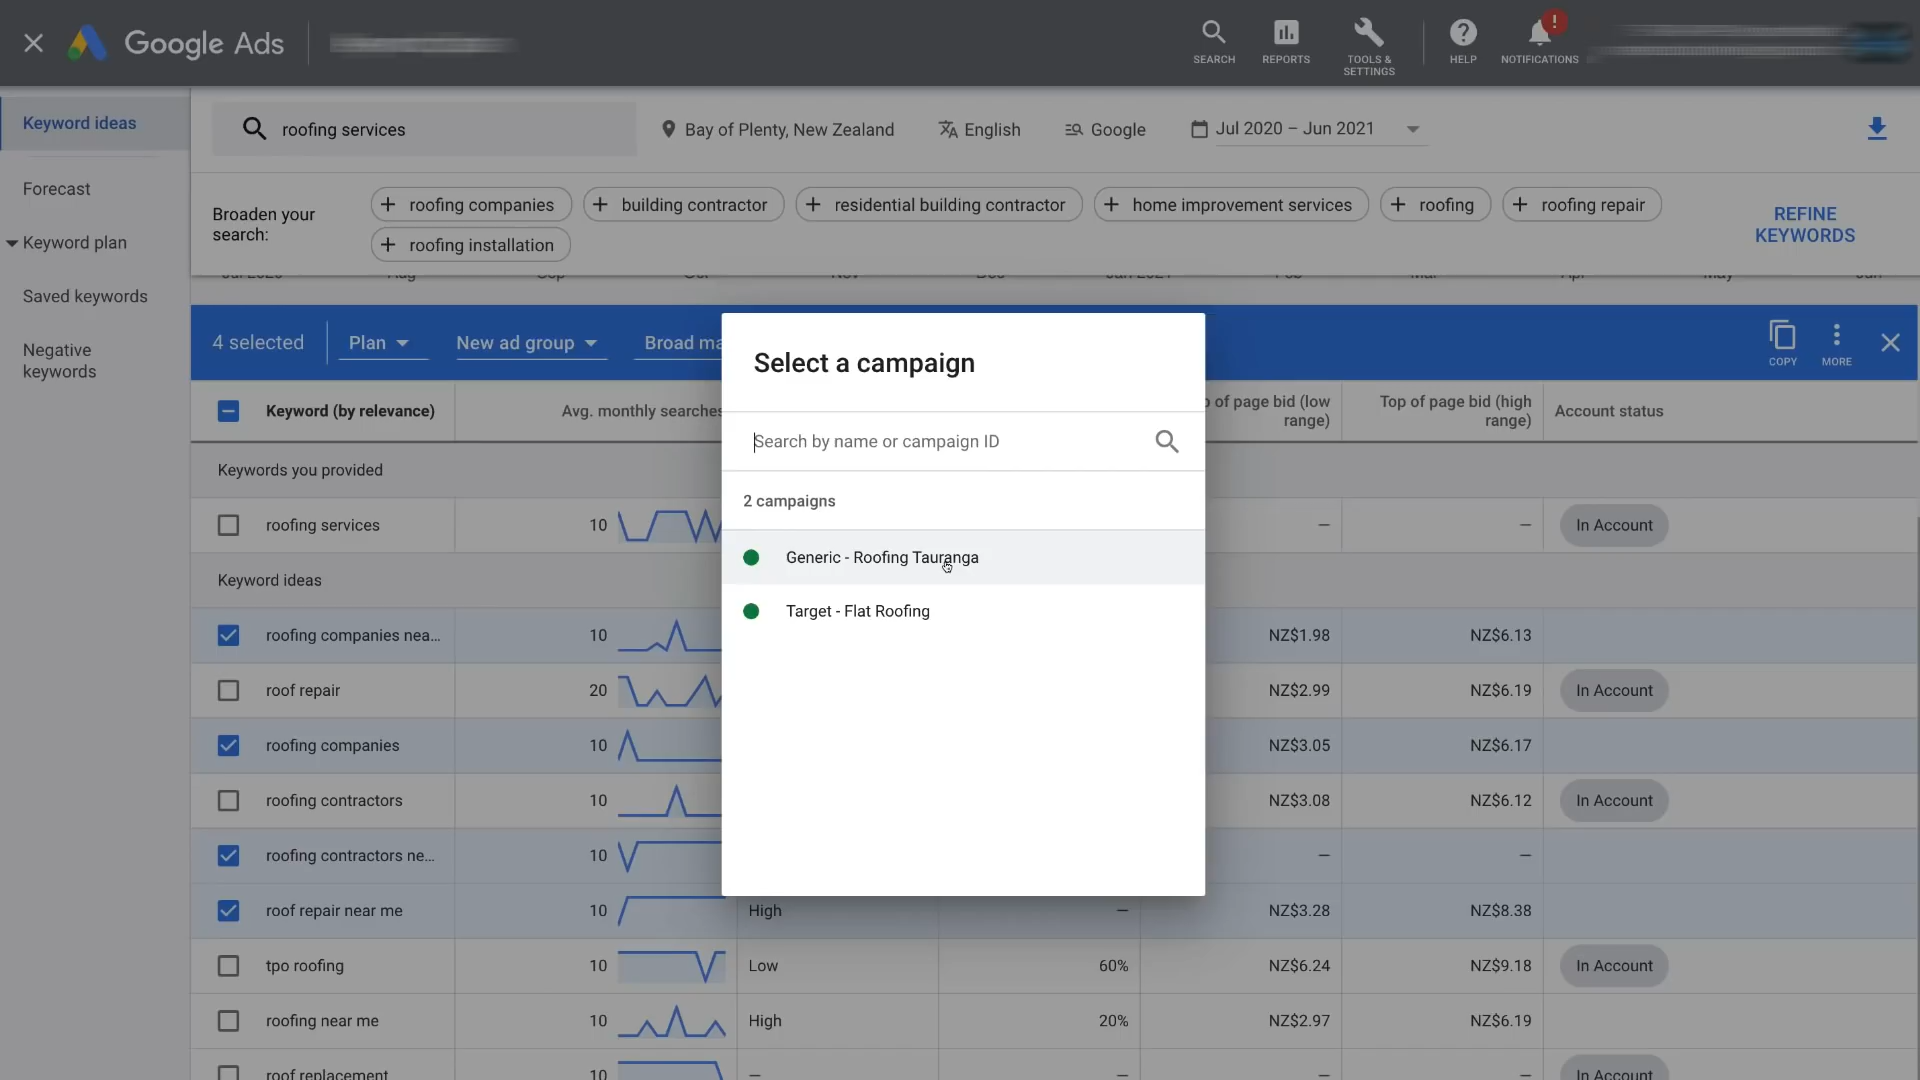 Google Ads
SEARCH
REPORTS
TOOLS &
SETTINGS
HELP
!
NOTIFICATIONS
Keyword ideas
Forecast
Keyword plan
Saved keywords
Negative
keywords
roofing services
Bay of Plenty, New Zealand
English
Google
Jul 2020 – Jun 2021
Broaden your
search:
+ roofing companies
+ building contractor
+ residential building contractor
+ home improvement services
+ roofing
+ roofing repair
+ roofing installation
REFINE
KEYWORDS
4 selected
Plan
New ad group
Broad ma
COPY
MORE
Keyword (by relevance)
Avg. monthly searches
of page bid (low
range)
Top of page bid (high
range)
Account status
Keywords you provided
roofing services 10 – – In Account
Keyword ideas
roofing companies nea... 10 NZ$1.98 NZ$6.13
roof repair 20 NZ$2.99 NZ$6.19 In Account
roofing companies 10 NZ$3.05 NZ$6.17
roofing contractors 10 NZ$3.08 NZ$6.12 In Account
roofing contractors ne... 10 – –
roof repair near me 10 High – NZ$3.28 NZ$8.38
tpo roofing 10 Low 60% NZ$6.24 NZ$9.18 In Account
roofing near me 10 High 20% NZ$2.97 NZ$6.19
roof replacement 10 – – – – In Account
Select a campaign
Search by name or campaign ID
2 campaigns
Generic - Roofing Tauranga
Target - Flat Roofing